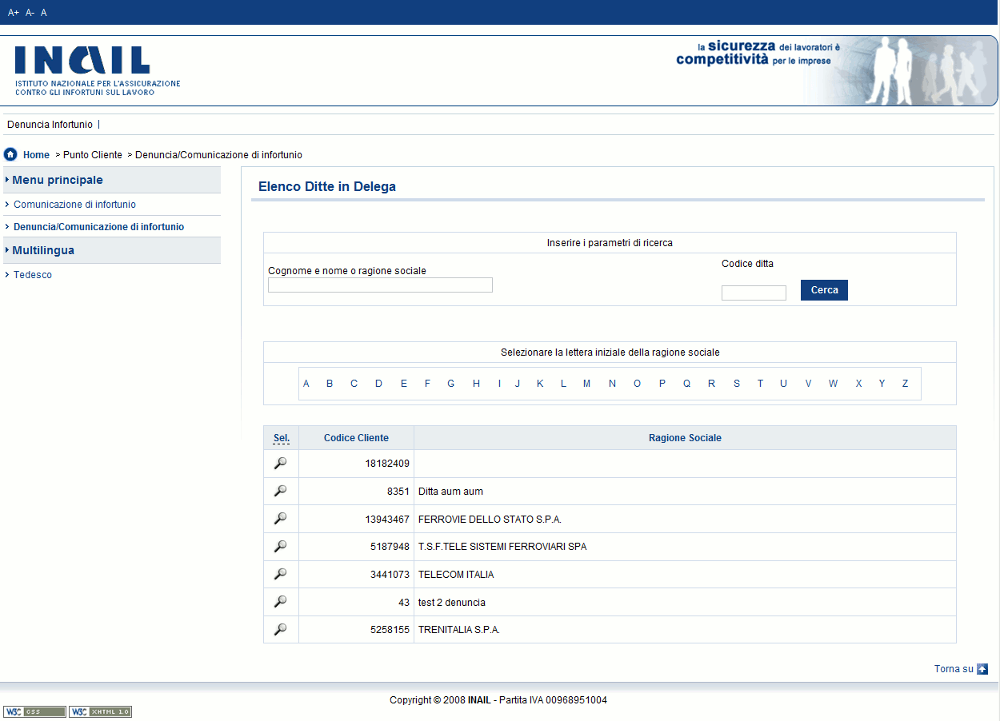 A+ A- A
INAIL
ISTITUTO NAZIONALE PER L'ASSICURAZIONE
CONTRO GLI INFORTUNI SUL LAVORO
la sicurezza dei lavoratori è
competitività per le imprese
Denuncia Infortunio |
Home > Punto Cliente > Denuncia/Comunicazione di infortunio
Menu principale
Comunicazione di infortunio
Denuncia/Comunicazione di infortunio
Multilingua
Tedesco
Elenco Ditte in Delega
Inserire i parametri di ricerca
Cognome e nome o ragione sociale
Codice ditta
Cerca
Selezionare la lettera iniziale della ragione sociale
A B C D E F G H I J K L M N O P Q R S T U V W X Y Z
Sel. Codice Cliente Ragione Sociale
18182409
8351 Ditta aum aum
13943467 FERROVIE DELLO STATO S.P.A.
5187948 T.S.F.TELE SISTEMI FERROVIARI SPA
3441073 TELECOM ITALIA
43 test 2 denuncia
5258155 TRENITALIA S.P.A.
Torna su
Copyright © 2008 INAIL - Partita IVA 00968951004
W3C CSS W3C XHTML 1.0